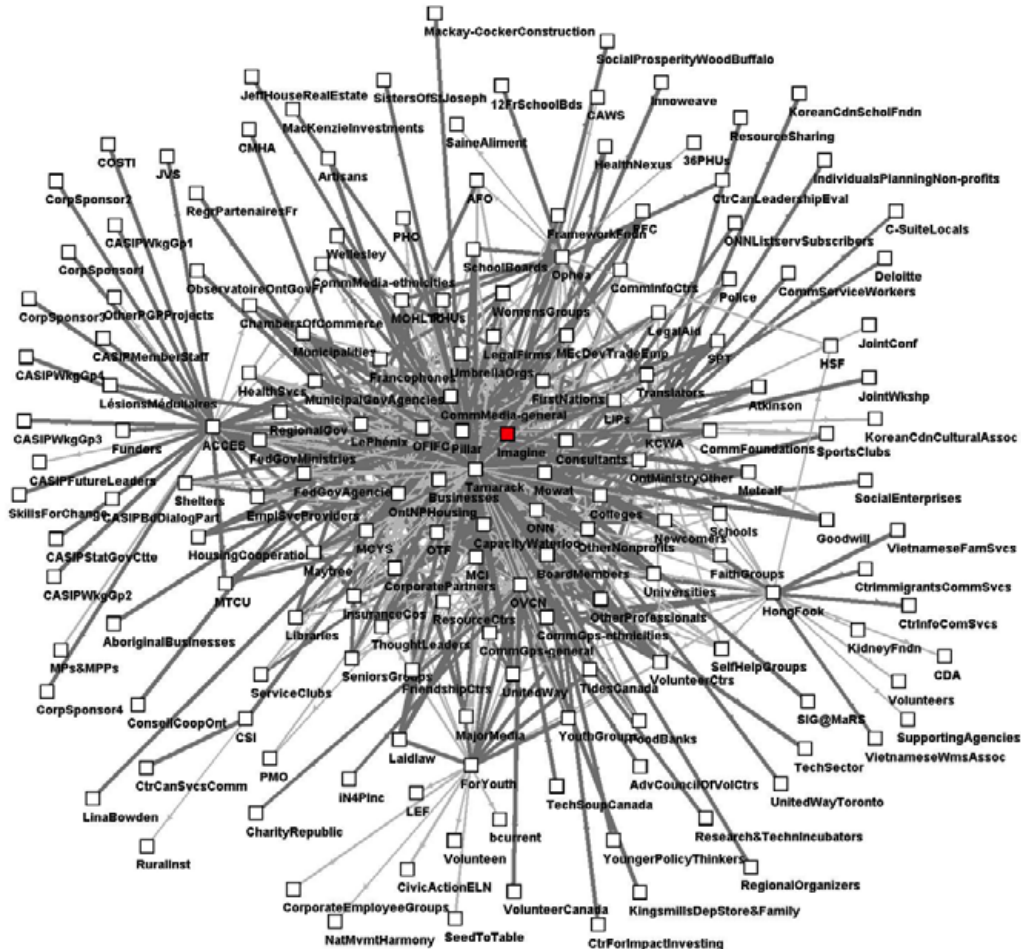 Mackay-CockerConstruction
SocialProsperityWoodBuffalo
JeffHouseRealEstate
SistersOfStJoseph
12FrSchoolBds
Innoweave
CAWS
KoreanCdnScholFndn
MacKenzieInvestments
ResourceSharing
SaineAliment
CMHA
COSTI
JVS
Artisans
HealthNexus
36PHUs
IndividualsPlanningNon-profits
CorpSponsor2
RegrPartenairesFr
AFO
CtrCanLeadershipEval
CASIPWkgGp1
PHO
FrameworkFndn
C-SuiteLocals
Wellesley
SchoolBoards
ONNListservSubscribers
CorpSponsor1
Ophea
Deloitte
CommMedia-ethnicities
CommInfoCtrs
ObservatoireOntGovFr
Police
CommServiceWorkers
CorpSponsor3
OtherPGPProjects
WomensGroups
ChambersOfCommerce
LegalAid
JointConf
CASIPMemberStaff
Municipalities
LegalFirms
MEcDevTradeEmp
SPT
HSF
CASIPWkgGp4
Francophones
UmbrellaOrgs
LésionsMédullaires
HealthSvcs
MunicipalGovAgencies
FirstNations
Translators
Atkinson
JointWkshp
CommMedia-general
LIPs
CASIPWkgGp3
Funders
ACCES
RegionalGov
LePhénix
OFIFC
Pillar
Imagine
KCWA
KoreanCdnCulturalAssoc
FedGovMinistries
Consultants
CommFoundations
SportsClubs
CASIPFutureLeaders
FedGovAgencie
Tamarack
OntMinistryOther
Shelters
Businesses
Mowat
Metcalf
SocialEnterprises
SkillsForChange
CASIPBdDialogPart
EmplSvcProviders
OntNPHousing
Colleges
ONN
Schools
Goodwill
CASIPStatGovCtte
HousingCooperatio
MCYS
OTF
CapacityWaterloo
OtherNonprofits
Newcomers
VietnameseFamSvcs
Maytree
MCI
BoardMembers
FaithGroups
CASIPWkgGp2
MTCU
CorporatePartners
Universities
CtrImmigrantsCommSvcs
OVCN
HongFook
InsuranceCos
ResourceCtrs
OtherProfessionals
CtrInfoComSvcs
AboriginalBusinesses
Libraries
ThoughtLeaders
CommGps-ethnicities
KidneyFndn
CommGps-general
MPs&MPPs
SeniorsGroups
SelfHelpGroups
CDA
FriendshipCtrs
UnitedWay
TidesCanada
VolunteerCtrs
ServiceClubs
Volunteers
CorpSponsor4
ConseilCoopOnt
SIG@MaRS
SupportingAgencies
CSI
MajorMedia
YouthGroup
FoodBanks
VietnameseWmsAssoc
Laidlaw
TechSector
PMO
ForYouth
CtrCanSvcsComm
iN4PInc
TechSoupCanada
AdvCouncilOfVolCtrs
UnitedWayToronto
LinaBowden
LEF
CharityRepublic
bcurrent
Research&TechnIncubators
RuralInst
Volunteen
YoungerPolicyThinkers
CivicActionELN
RegionalOrganizers
CorporateEmployeeGroups
VolunteerCanada
KingsmillsDepStore&Family
NatMvmtHarmony
SeedToTable
CtrForImpactInvesting